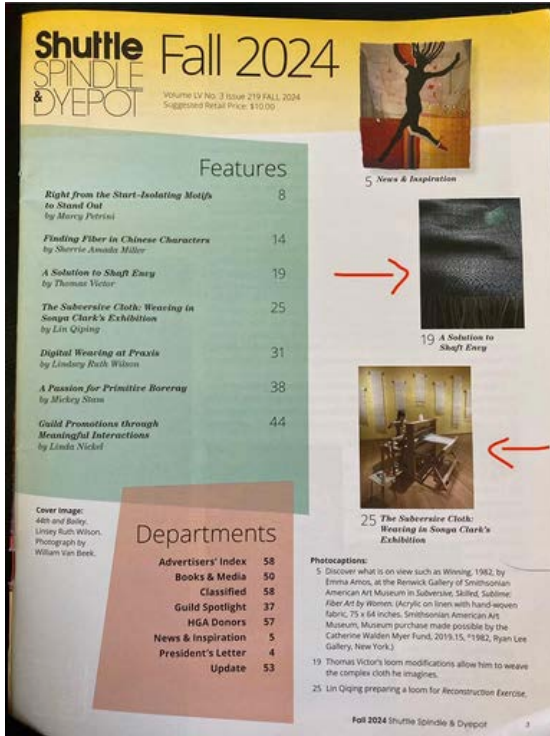 Shuttle
SPINDLE
& DYEPOT
Fall 2024
Volume LV No. 3 Issue 219 FALL 2024
Suggested Retail Price: $10.00
5 News & Inspiration
Features
Right from the Start–Isolating Motifs
to Stand Out
by Marcy Petrini
8
Finding Fiber in Chinese Characters
by Sherrie Amada Miller
14
A Solution to Shaft Envy
by Thomas Victor
19
The Subversive Cloth: Weaving in
Sonya Clark's Exhibition
by Lin Qiping
25
Digital Weaving at Praxis
by Lindsey Ruth Wilson
31
A Passion for Primitive Boreray
by Mickey Stam
38
Guild Promotions through
Meaningful Interactions
by Linda Nickel
44
19 A Solution to
Shaft Envy
25 The Subversive Cloth:
Weaving in Sonya Clark's
Exhibition
Cover Image:
44th and Bailey.
Linsey Ruth Wilson.
Photograph by
William Van Beek.
Departments
Advertisers' Index 58
Books & Media 50
Classified 58
Guild Spotlight 37
HGA Donors 57
News & Inspiration 5
President's Letter 4
Update 53
Photocaptions:
5 Discover what is on view such as Winning, 1982, by
Emma Amos, at the Renwick Gallery of Smithsonian
American Art Museum in Subversive, Skilled, Sublime:
Fiber Art by Women. (Acrylic on linen with hand-woven
fabric, 75 x 64 inches. Smithsonian American Art
Museum, Museum purchase made possible by the
Catherine Walden Myer Fund, 2019.15, °1982, Ryan Lee
Gallery, New York.)
19 Thomas Victor's loom modifications allow him to weave
the complex cloth he imagines.
25 Lin Qiqing preparing a loom for Reconstruction Exercise,
Fall 2024 Shuttle Spindle & Dyepot 3